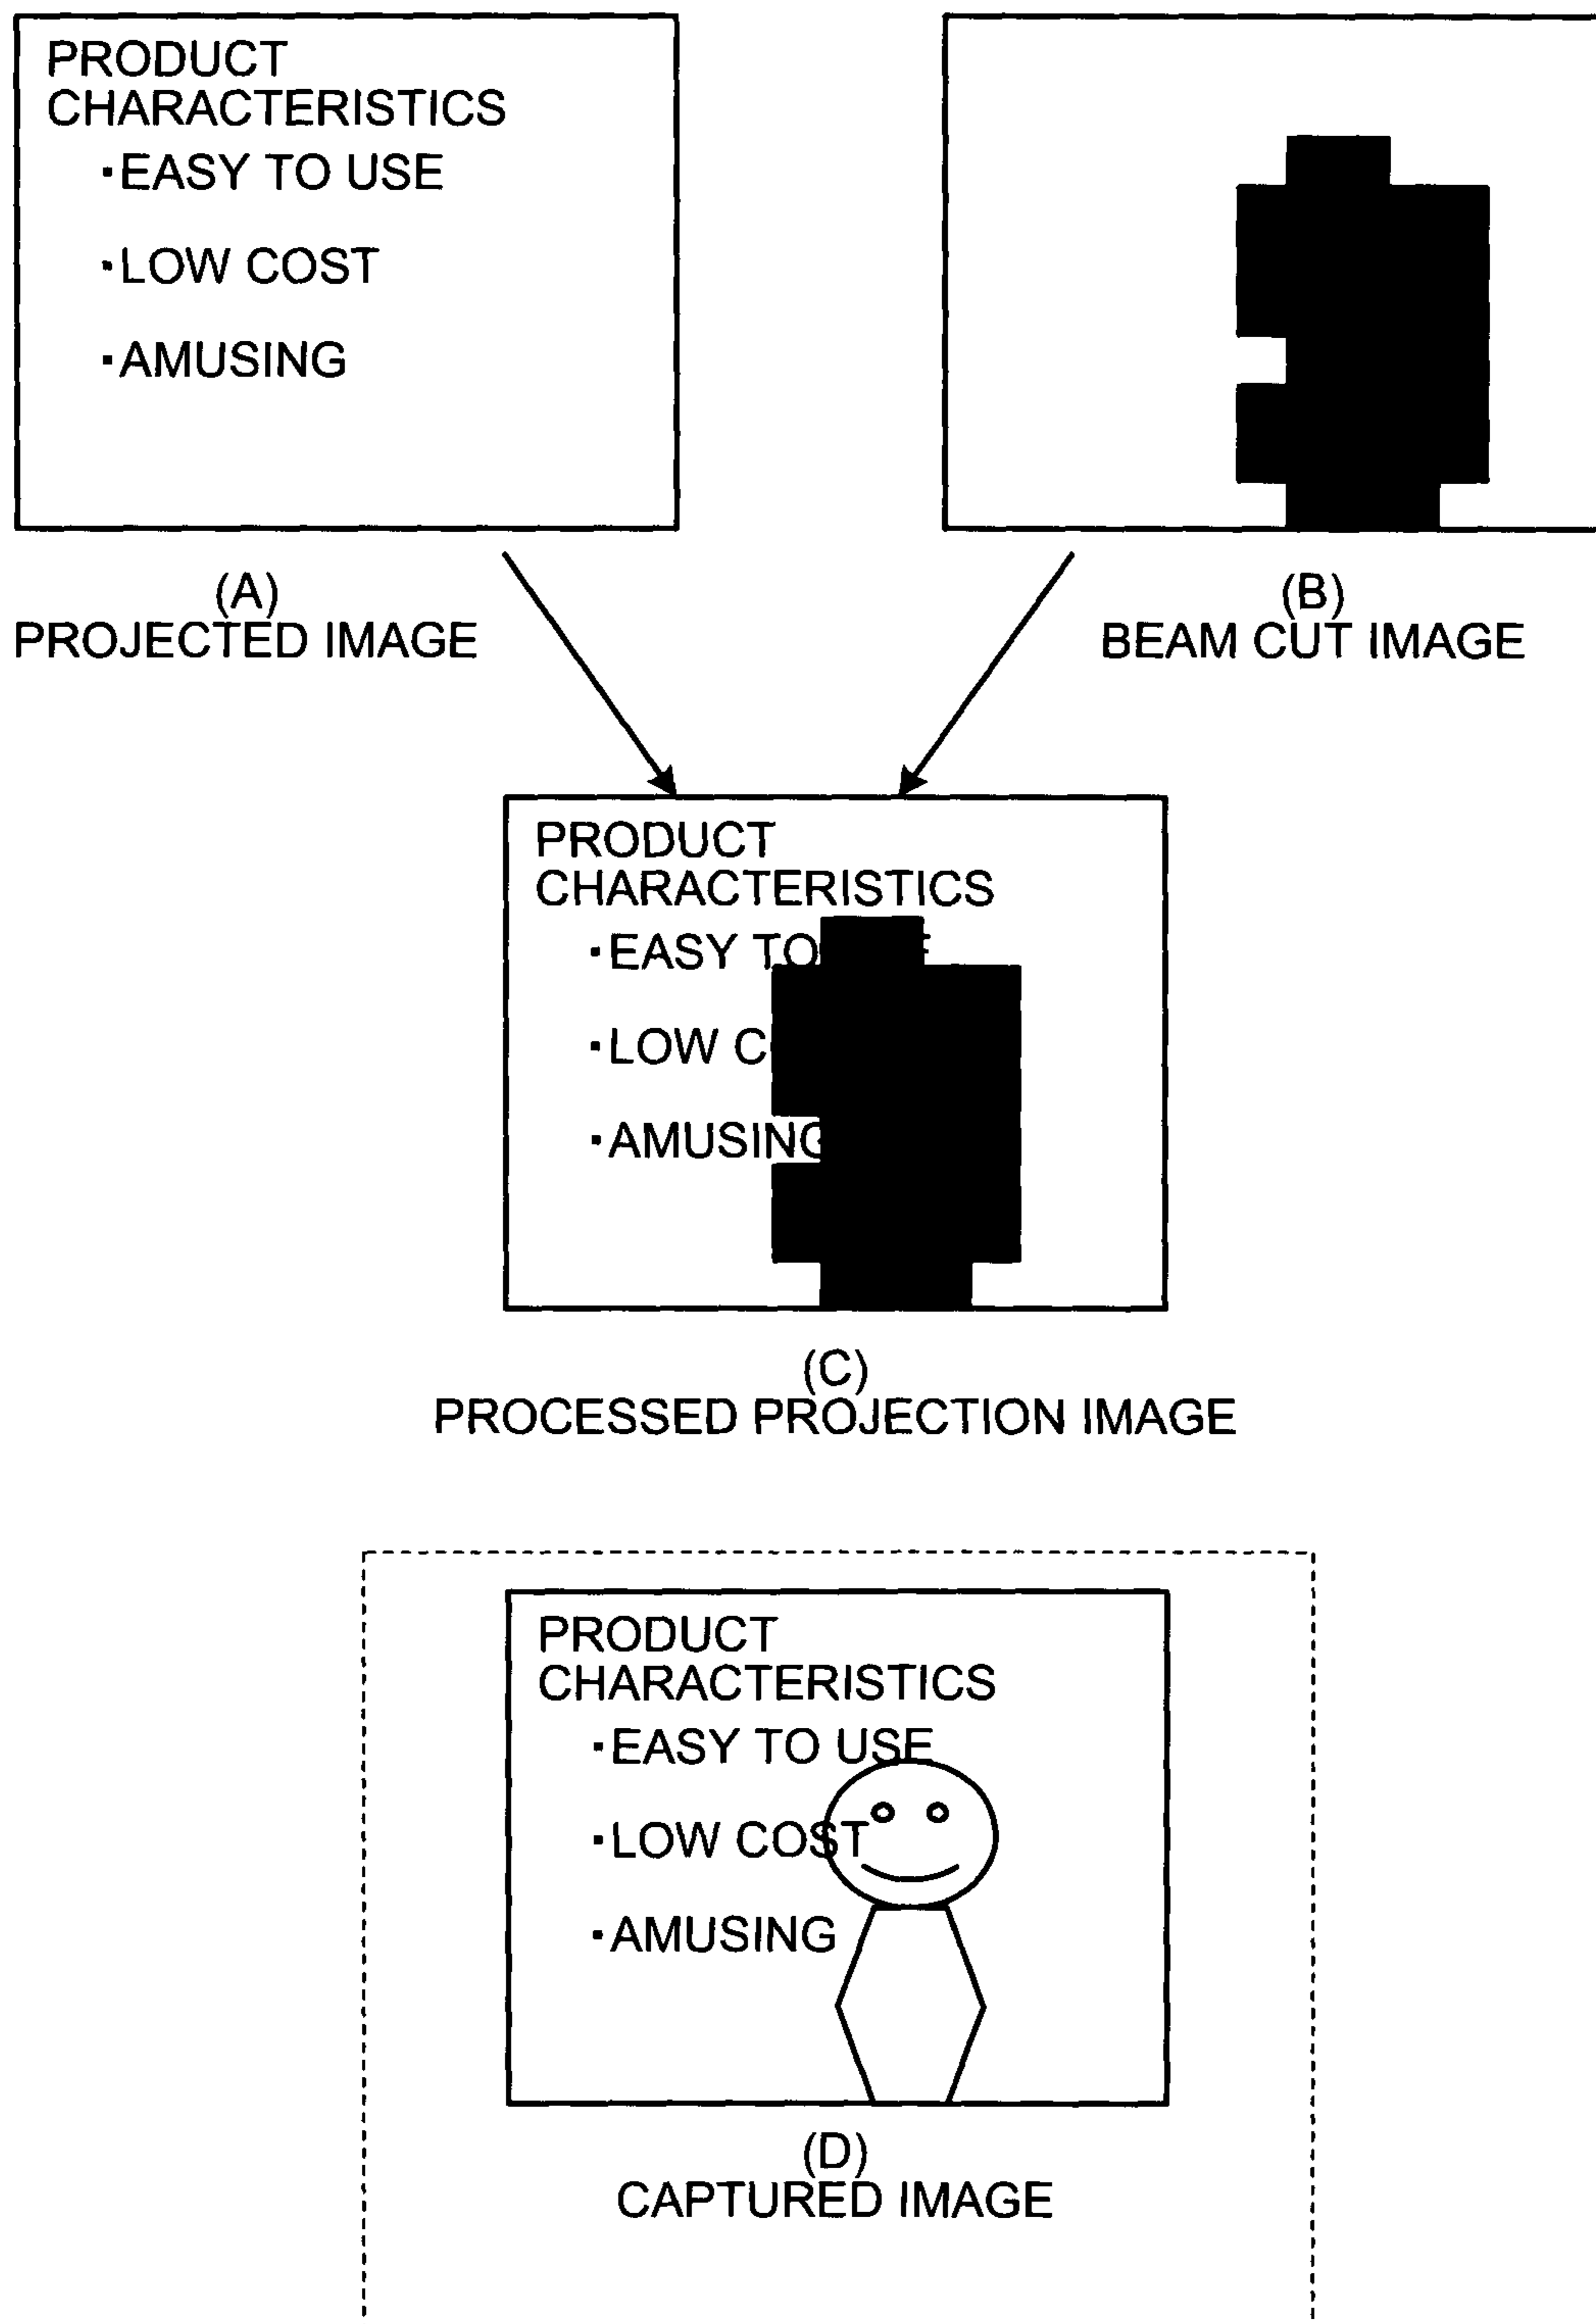 PRODUCT
CHARACTERISTICS
·EASY TO USE
·LOW COST
·AMUSING
(A)
PROJECTED IMAGE
(B)
BEAM CUT IMAGE
PRODUCT
CHARACTERISTICS
·EASY TO
·LOW C
·AMUSING
(C)
PROCESSED PROJECTION IMAGE
PRODUCT
CHARACTERISTICS
·EASY TO USE
·LOW COST
·AMUSING
(D)
CAPTURED IMAGE